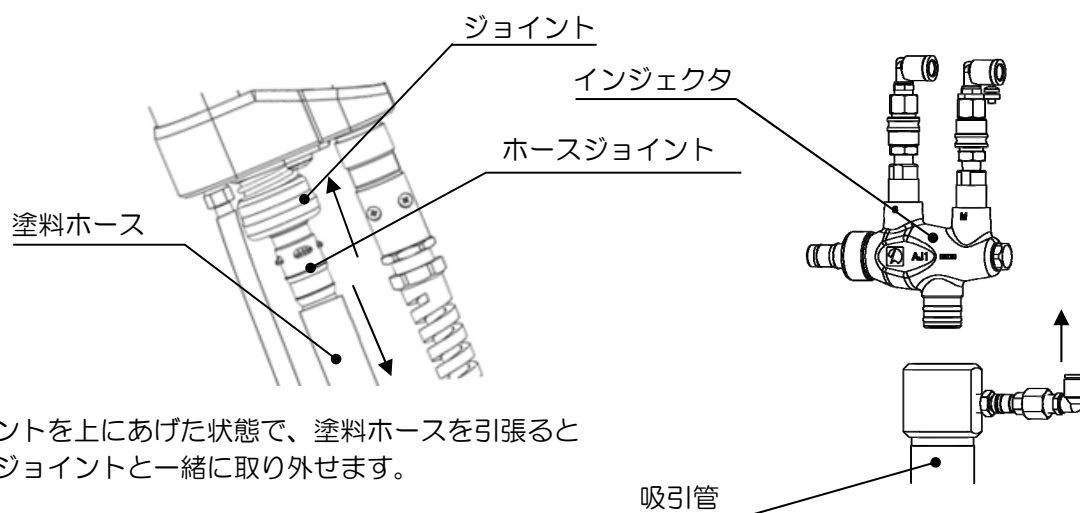 ジョイント
インジェクタ
ホースジョイント
塗料ホース
M
AJ1
ントを上にあげた状態で、塗料ホースを引張ると
ジョイントと一緒に取り外せます。
吸引管